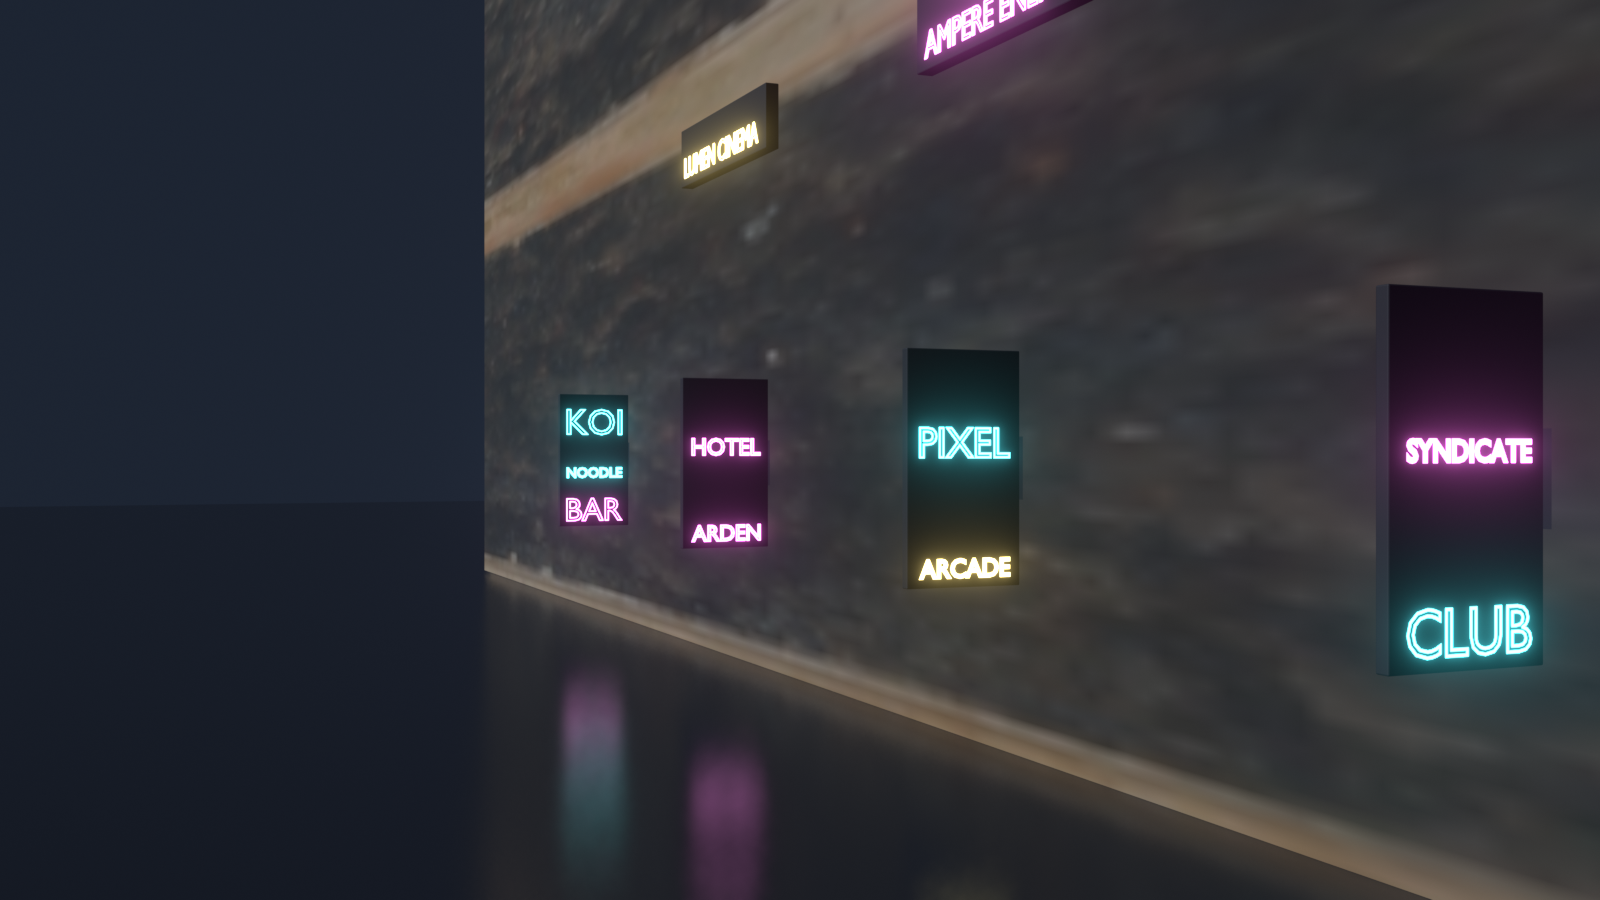 AMPERE
LUMEN CINEMA
KOI
NOODLE
BAR
HOTEL
ARDEN
PIXEL
ARCADE
SYNDICATE
CLUB